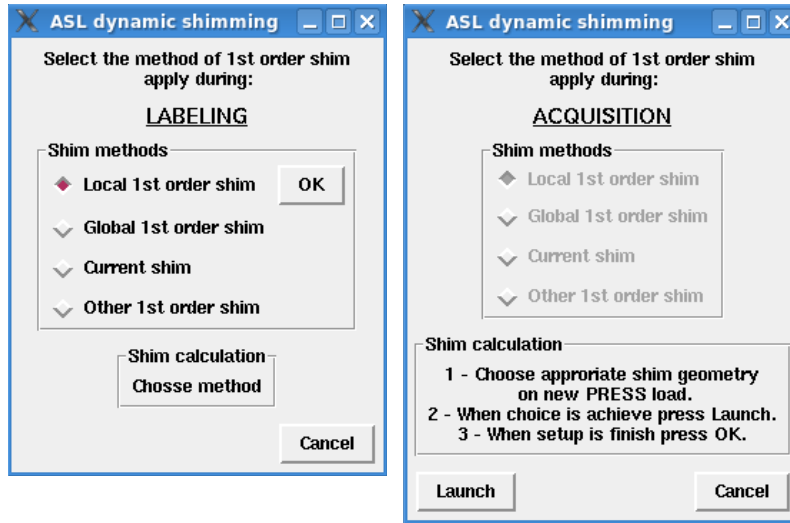 ASL dynamic shimming
Select the method of 1st order shim
apply during:
LABELING
Shim methods
Local 1st order shim
OK
Global 1st order shim
Current shim
Other 1st order shim
Shim calculation
Chosse method
Cancel
ASL dynamic shimming
Select the method of 1st order shim
apply during:
ACQUISITION
Shim methods
Local 1st order shim
Global 1st order shim
Current shim
Other 1st order shim
Shim calculation
1 - Choose approriate shim geometry
on new PRESS load.
2 - When choice is achieve press Launch.
3 - When setup is finish press OK.
Launch
Cancel